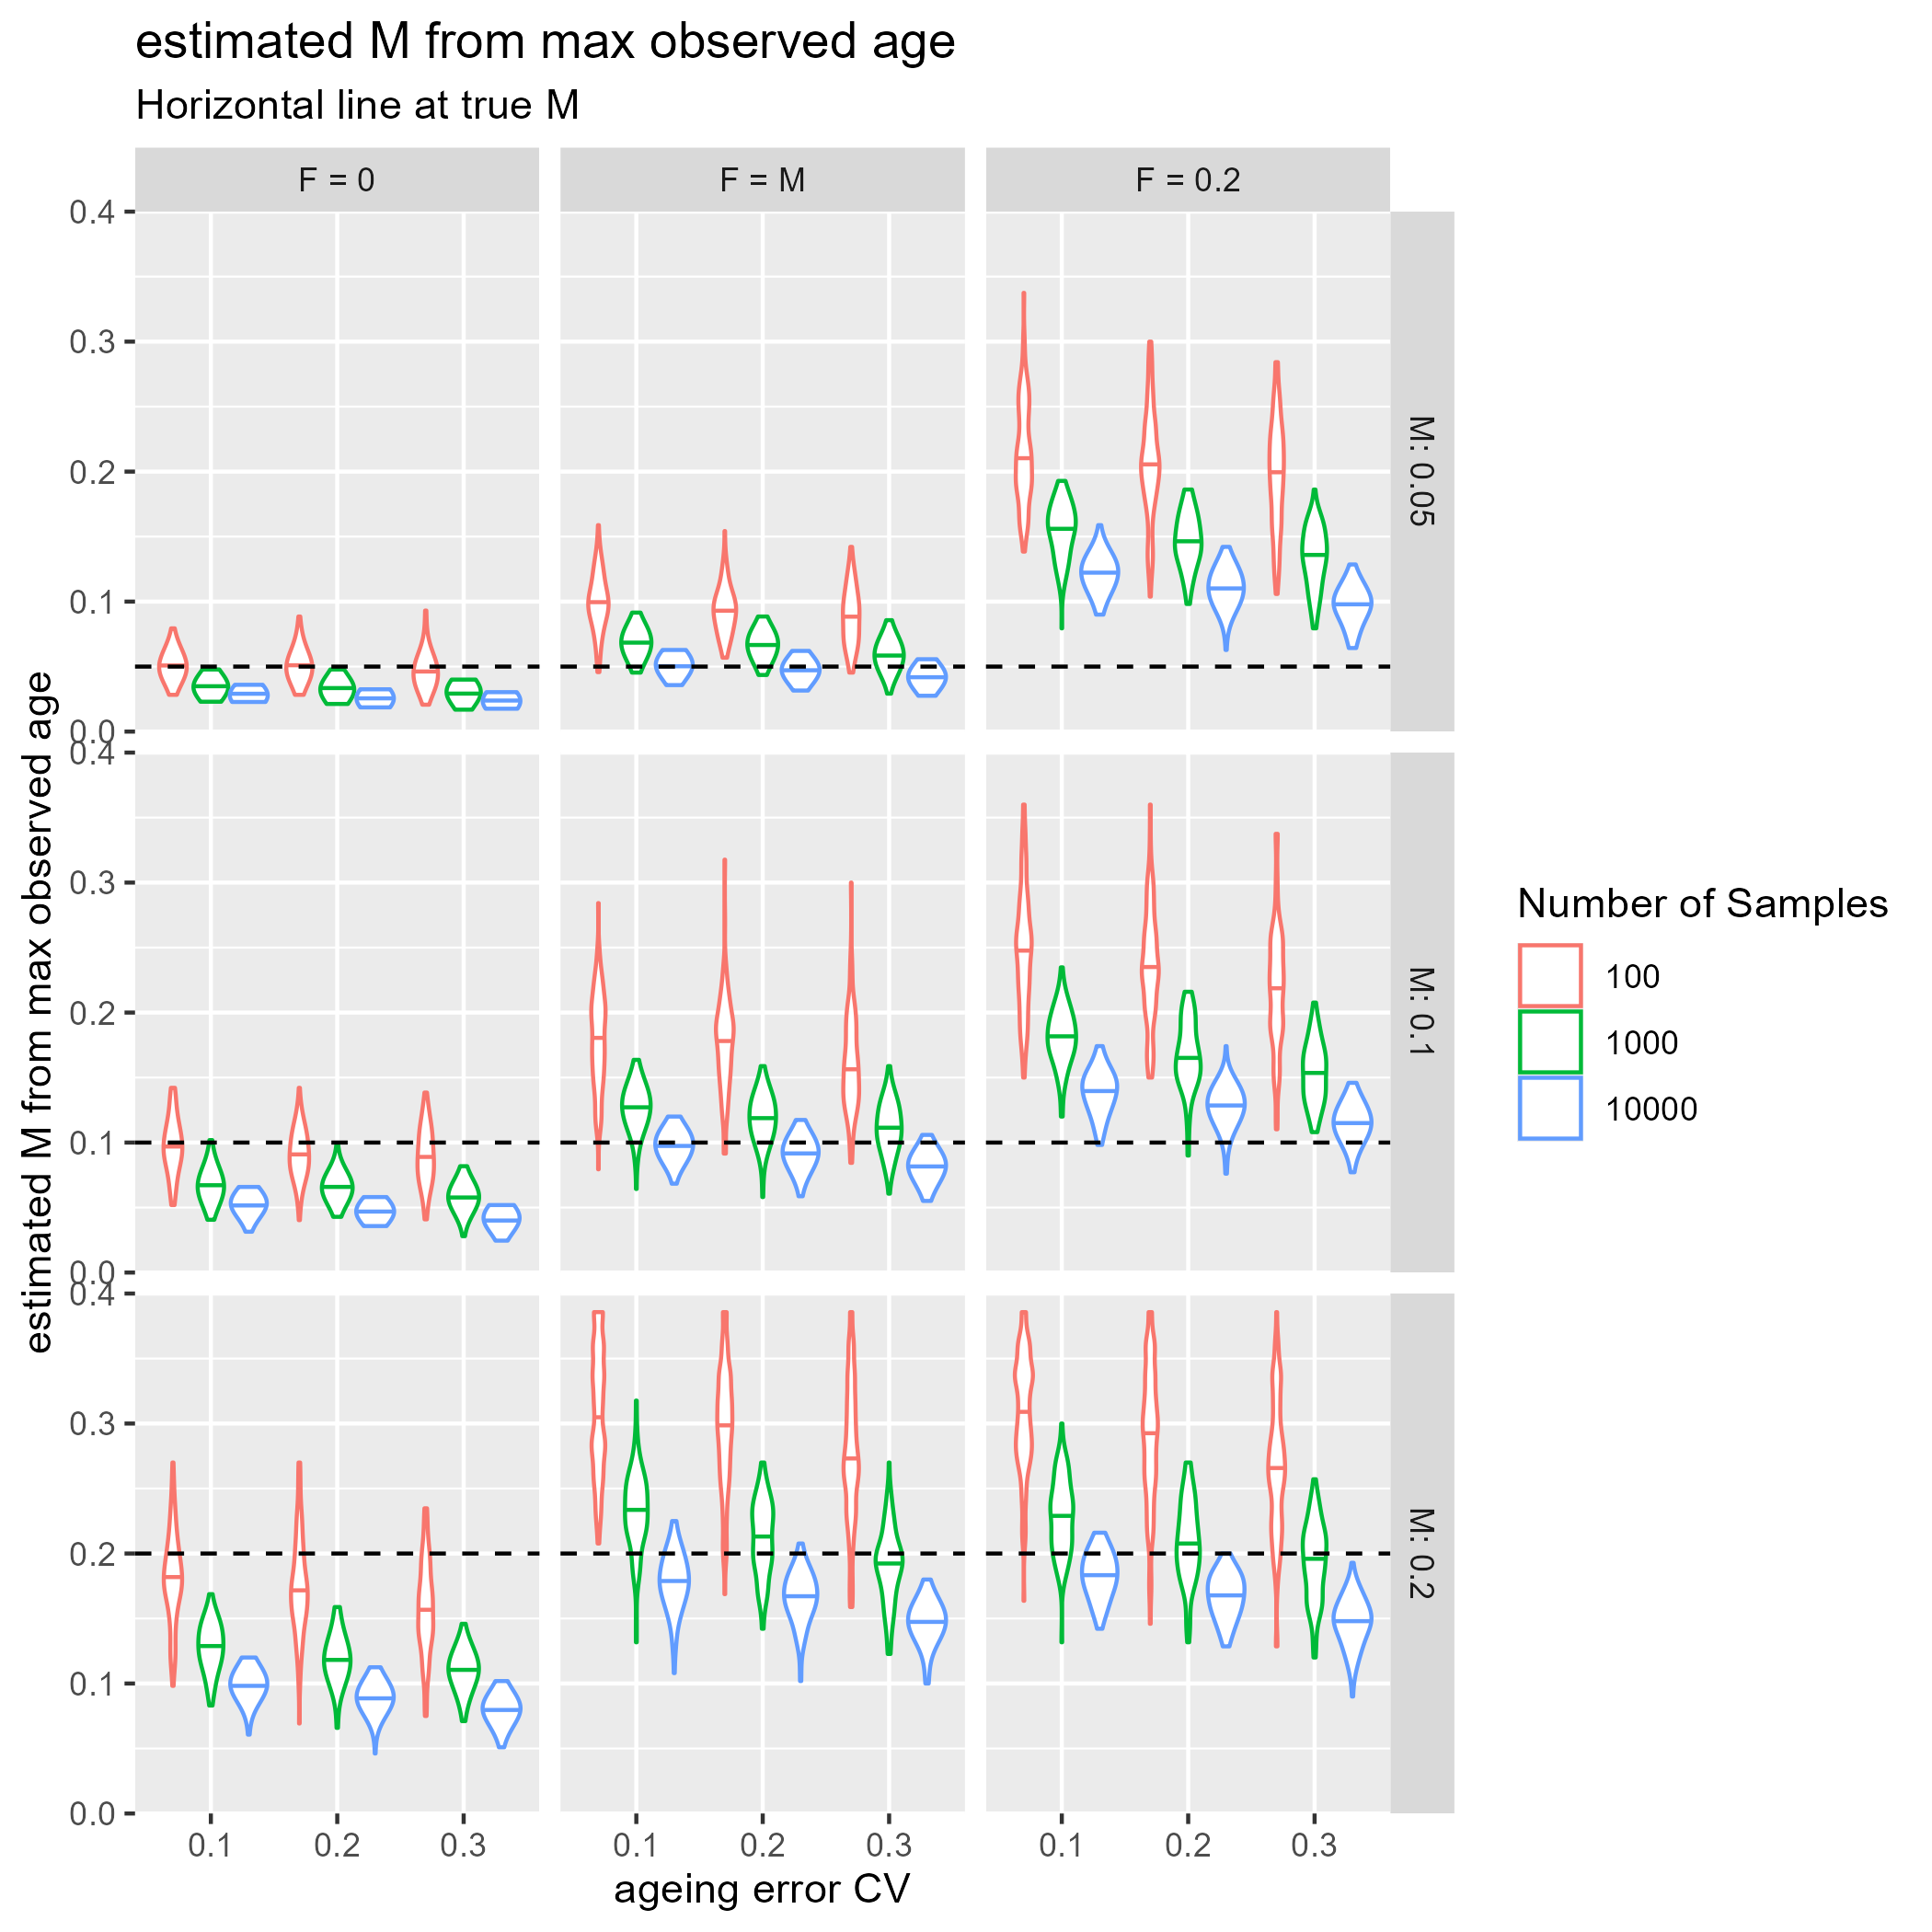 estimated M from max observed age
Horizontal line at true M
F = 0
F = M
F = 0.2
0.4
0.3
0.2
0.1
0.0
M: 0.05
0.4
0.3
0.2
0.1
0.0
M: 0.1
0.4
0.3
0.2
0.1
0.0
M: 0.2
estimated M from max observed age
0.1
0.2
0.3
0.1
0.2
0.3
0.1
0.2
0.3
ageing error CV
Number of Samples
100
1000
10000